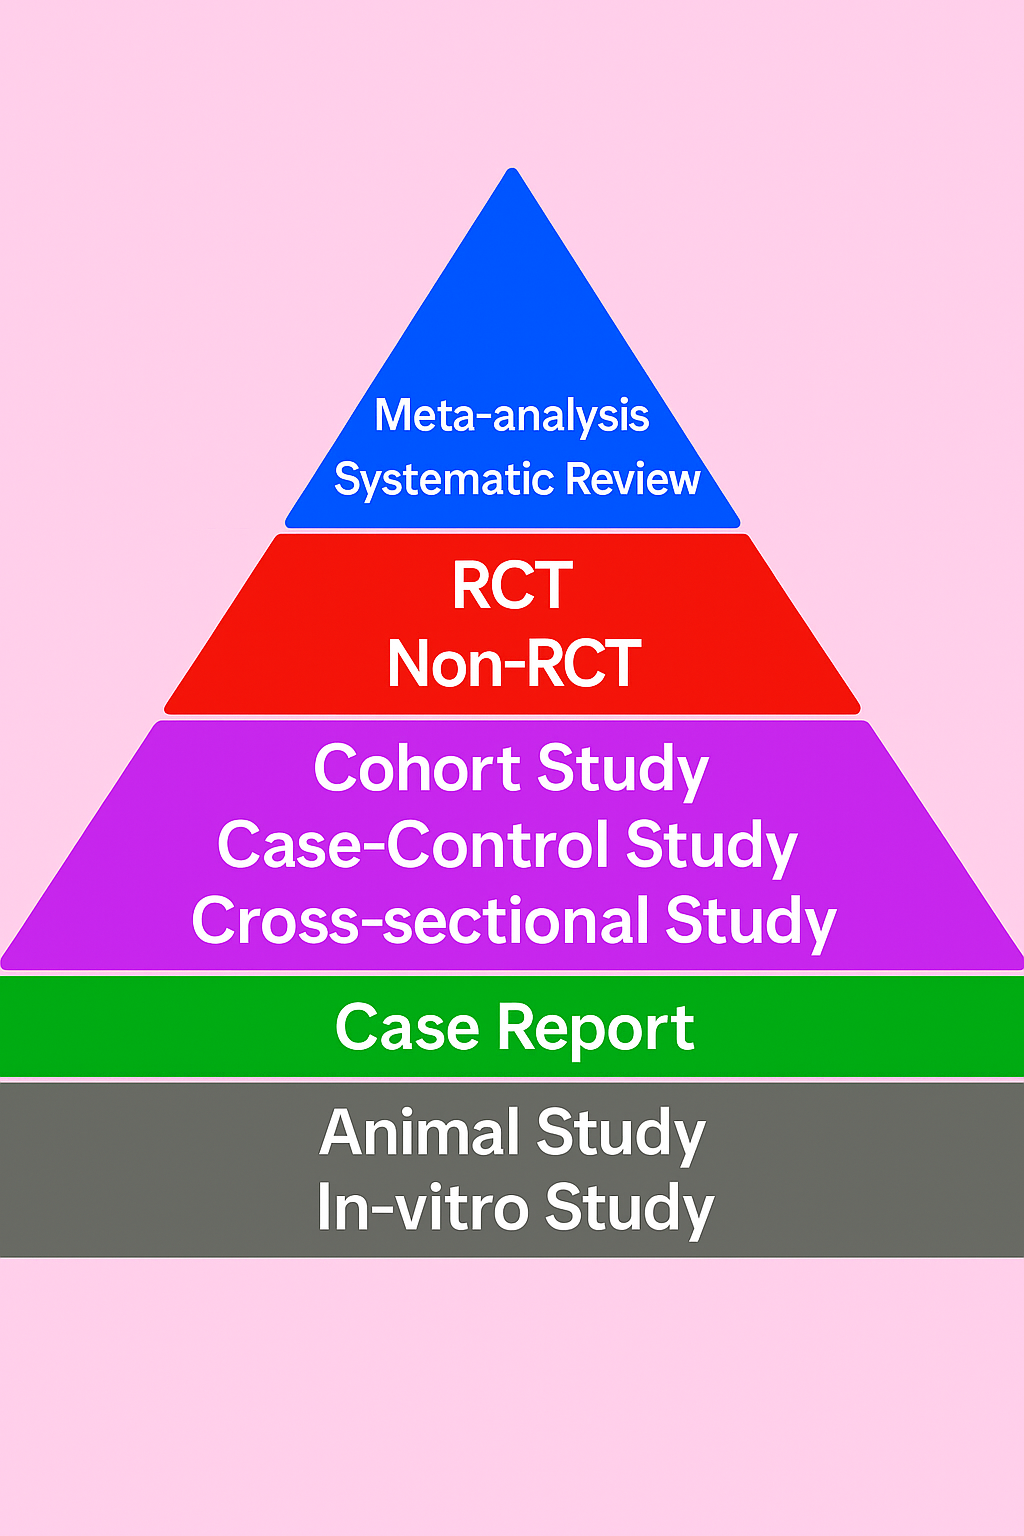 Meta-analysis
Systematic Review
RCT
Non-RCT
Cohort Study
Case-Control Study
Cross-sectional Study
Case Report
Animal Study
In-vitro Study